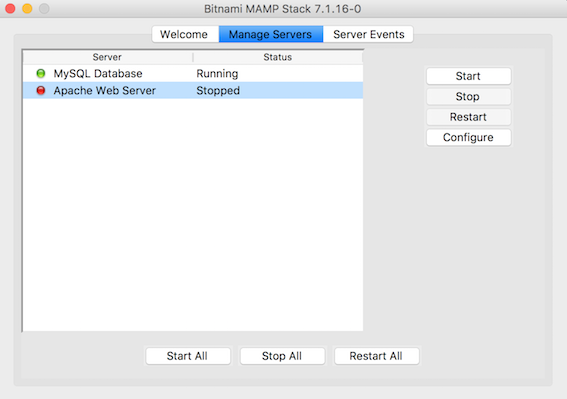 Bitnami MAMP Stack 7.1.16-0
Welcome Manage Servers Server Events
Server Status
MySQL Database Running
Apache Web Server Stopped
Start
Stop
Restart
Configure
Start All Stop All Restart All